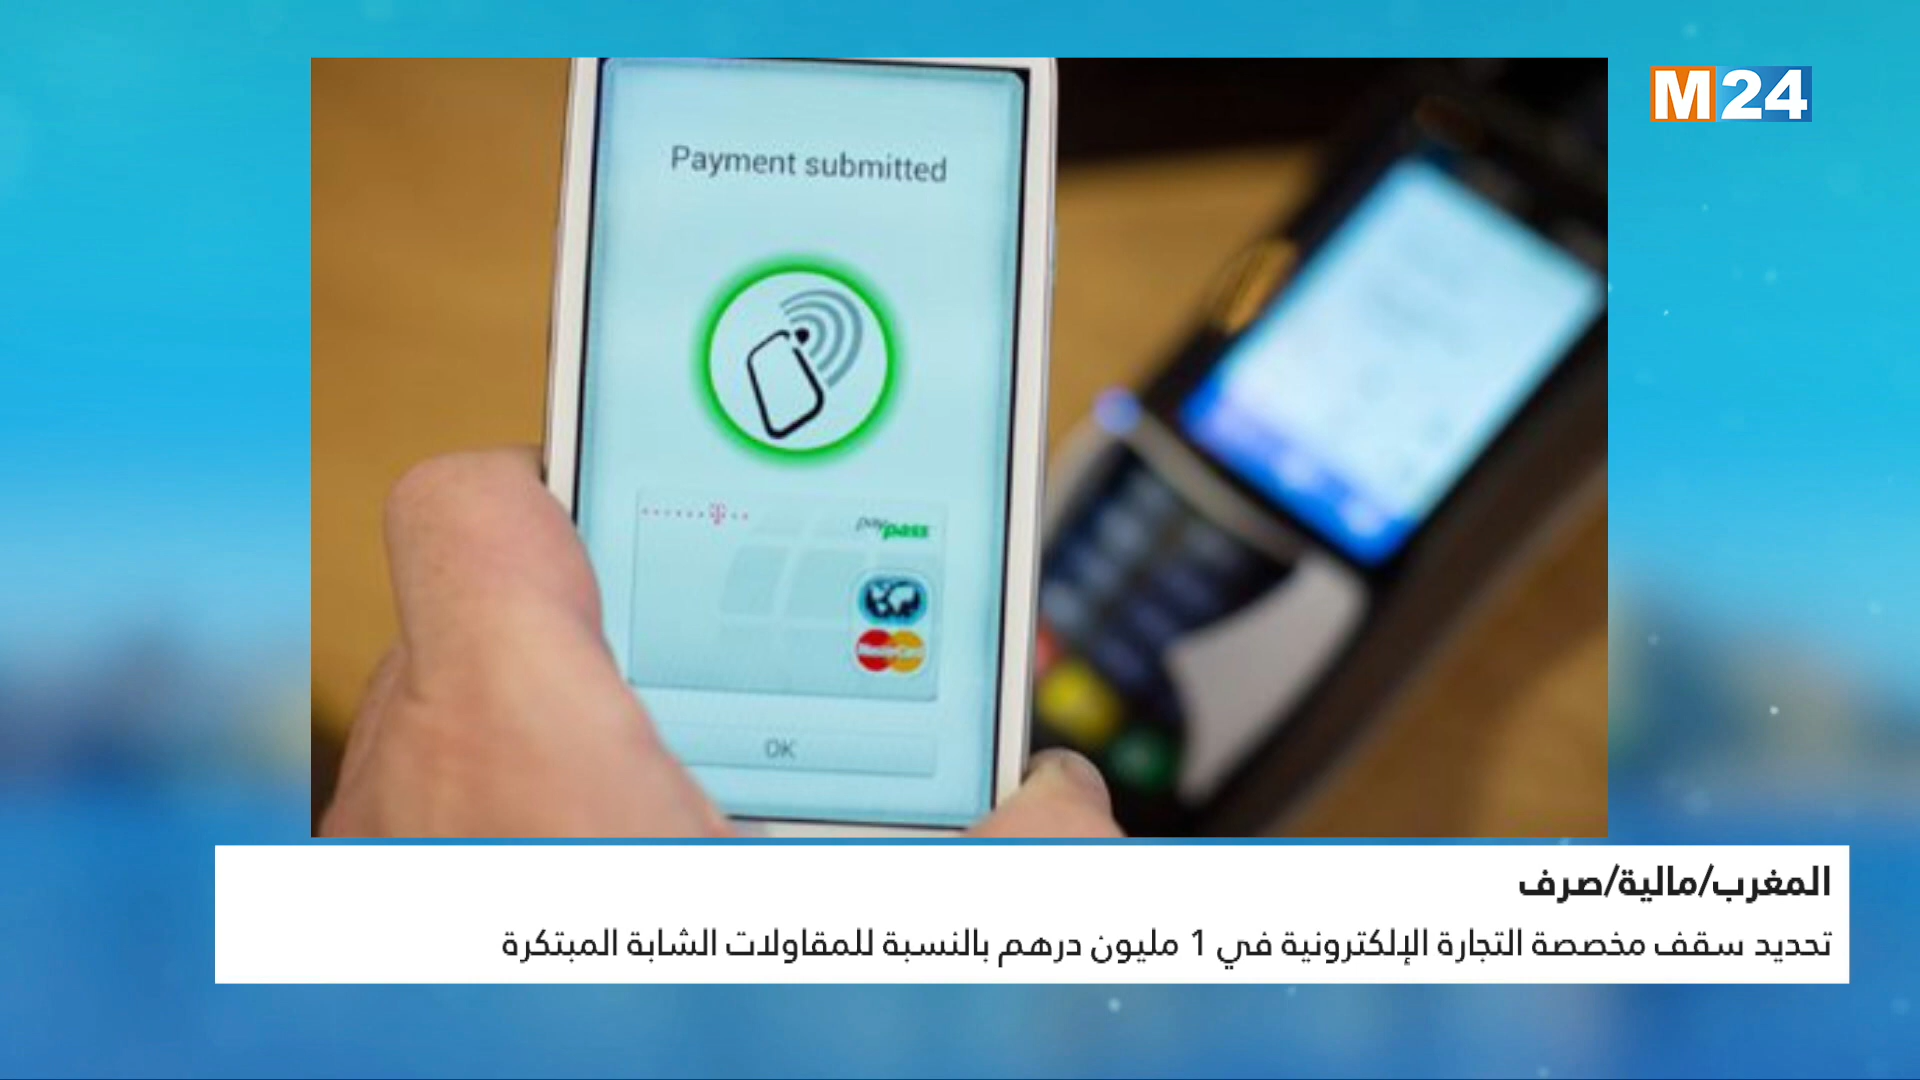 M24
Payment submitted
paypass
MasterCard
OK
المغرب/مالية/صرف
تحديد سقف مخصصة التجارة الإلكترونية في 1 مليون درهم بالنسبة للمقاولات الشابة المبتكرة